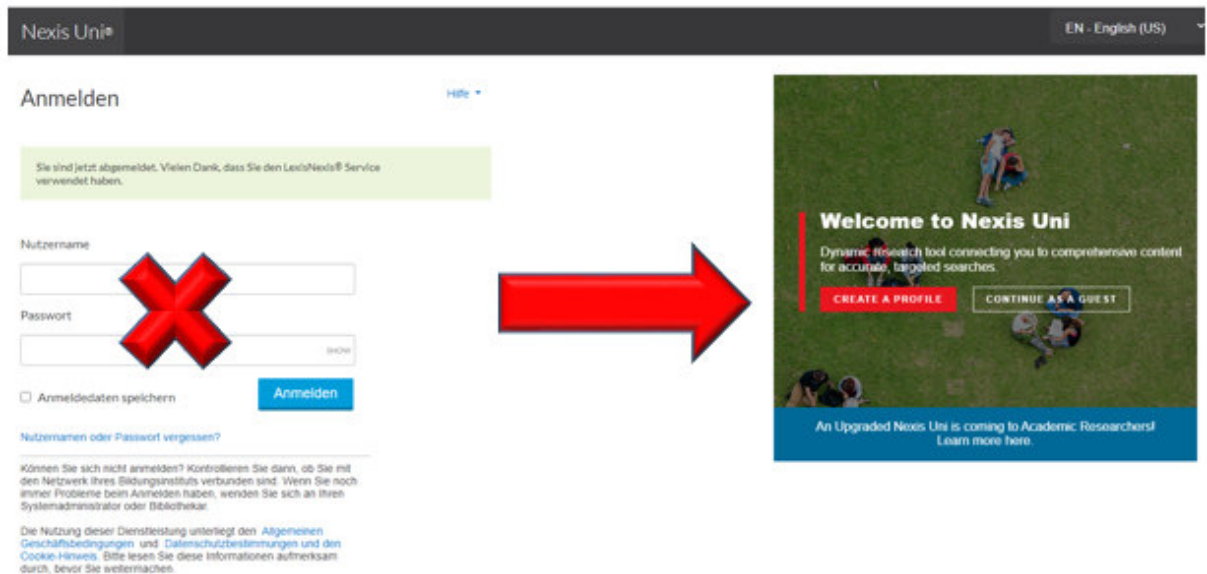 Nexis Uni®
EN - English (US)
Anmelden
Hilfe
Sie sind jetzt abgemeldet. Vielen Dank, dass Sie den LexisNexis® Service
verwendet haben.
Nutzername
Passwort
SHOW
Anmeldedaten speichern
Anmelden
Nutzernamen oder Passwort vergessen?
Können Sie sich nicht anmelden? Kontrollieren Sie dann, ob Sie mit
den Netzwerk Ihres Bildungsinstituts verbunden sind. Wenn Sie noch
immer Probleme beim Anmelden haben, wenden Sie sich an Ihren
Systemadministrator oder Bibliothekar.
Die Nutzung dieser Dienstleistung unterliegt den Allgemeinen
Geschäftsbedingungen und Datenschutzbestimmungen und den
Cookie-Hinweis. Bitte lesen Sie diese Informationen aufmerksam
durch, bevor Sie weitermachen.
Welcome to Nexis Uni
Dynamic research tool connecting you to comprehensive content
for accurate, targeted searches.
CREATE A PROFILE
CONTINUE AS A GUEST
An Upgraded Nexis Uni is coming to Academic Researchers!
Learn more here.